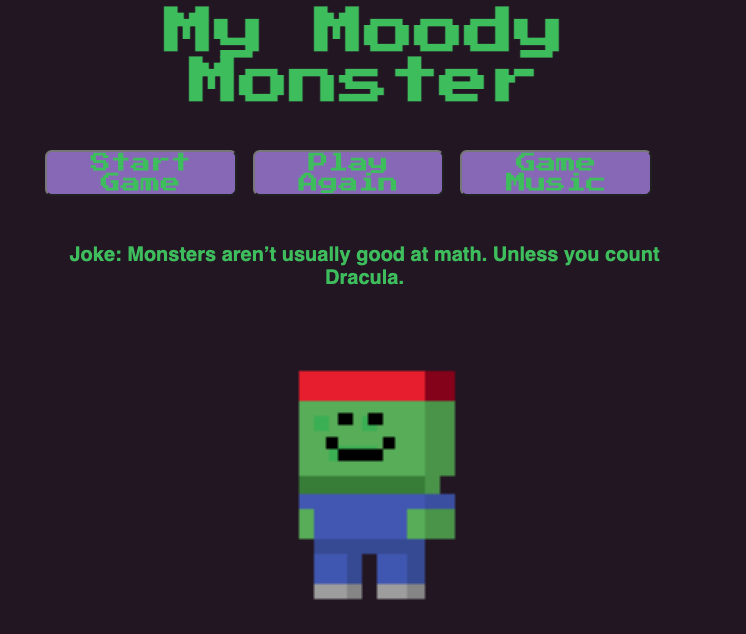 My Moody
Monster
Start
Game
Play
Again
Game
Music
Joke: Monsters aren’t usually good at math. Unless you count
Dracula.